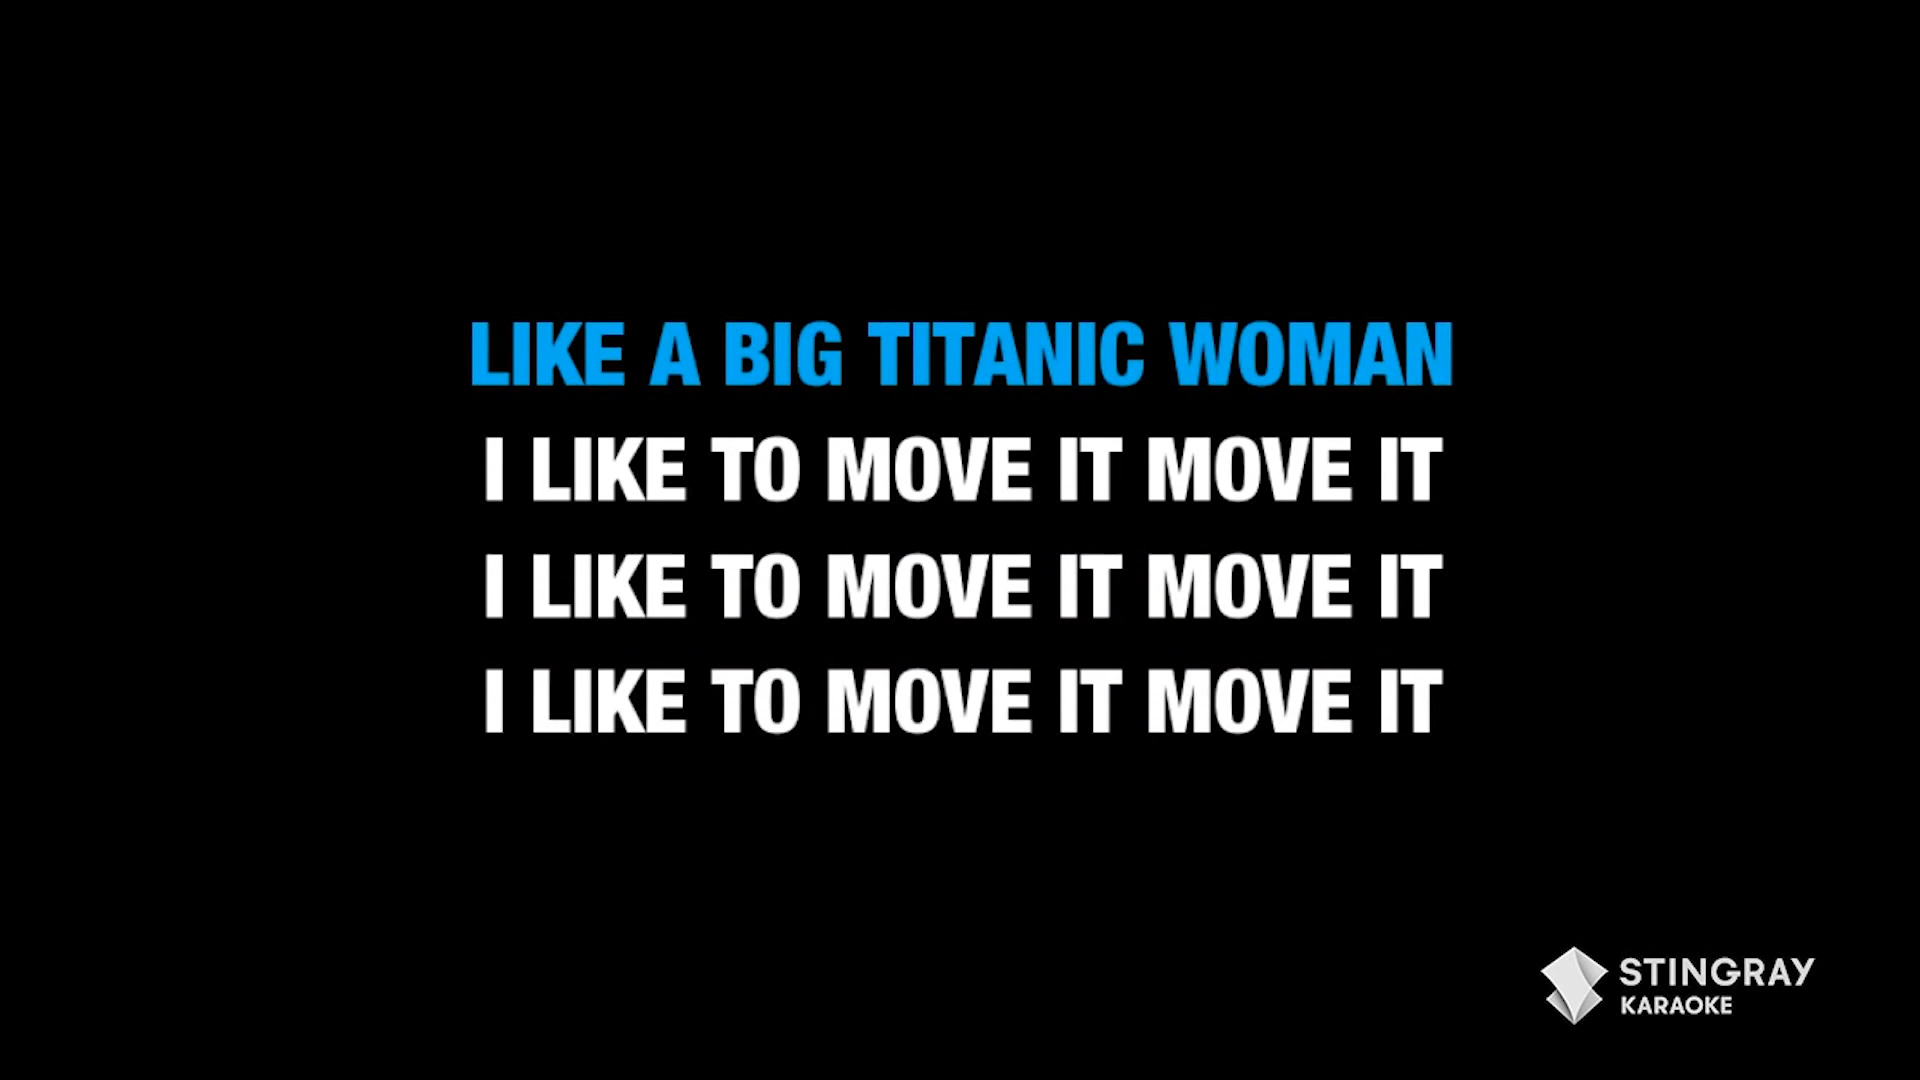 LIKE A BIG TITANIC WOMAN
I LIKE TO MOVE IT MOVE IT
I LIKE TO MOVE IT MOVE IT
I LIKE TO MOVE IT MOVE IT
STINGRAY
KARAOKE